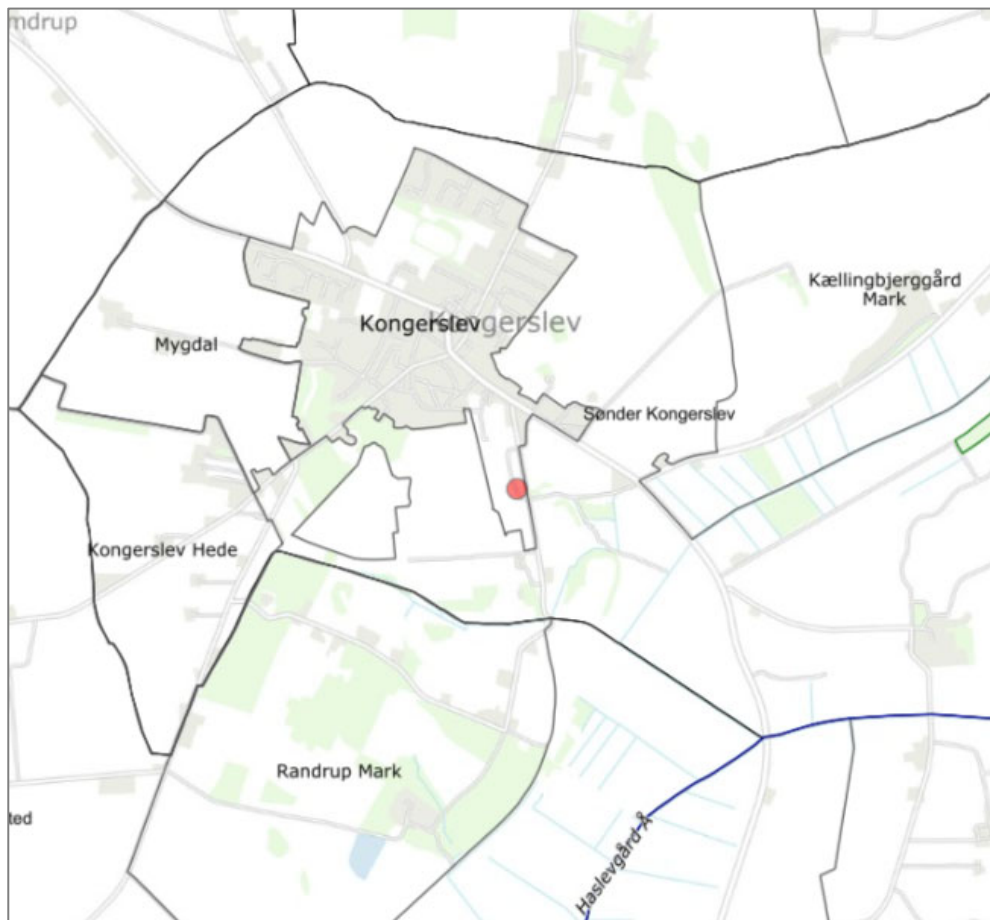 mdrup
Kællingbjerggård
Mark
Kongerslev
Kongerslev
Mygdal
Sønder Kongerslev
Kongerslev Hede
Randrup Mark
ted
Haslevgård Å